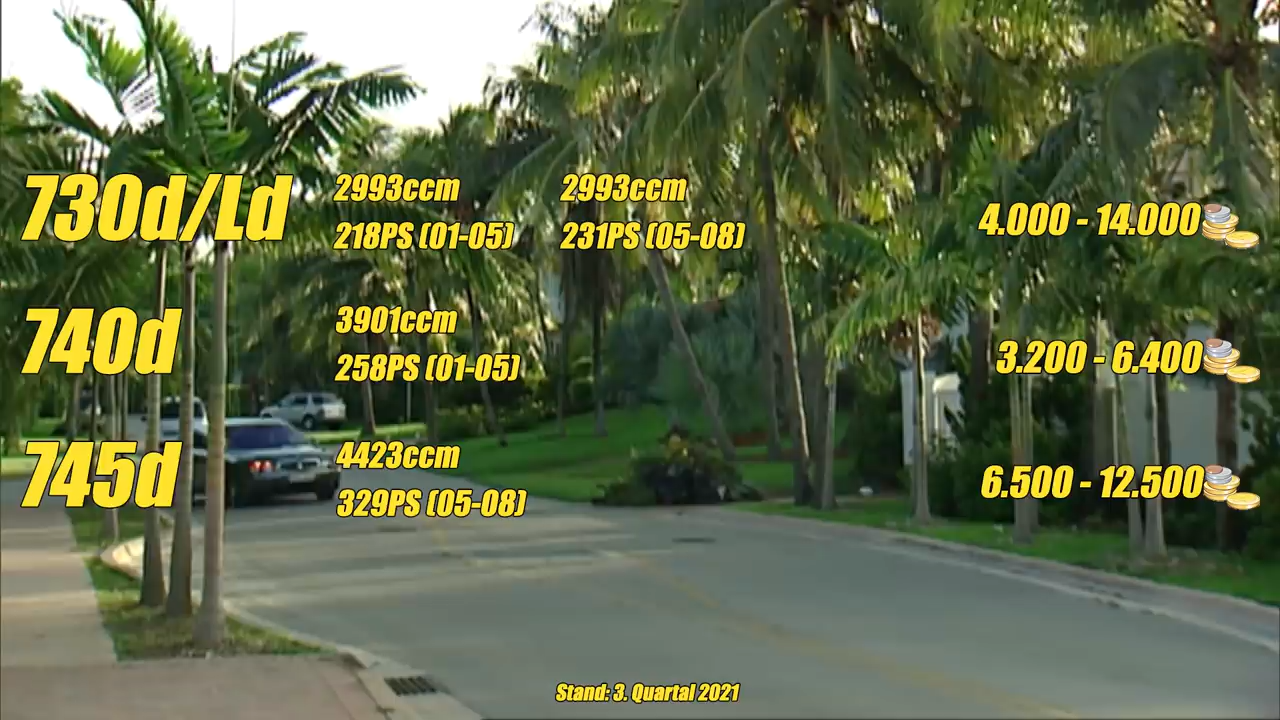 730d/Ld
2993ccm
218PS (01-05)
2993ccm
231PS (05-08)
4.000 - 14.000
740d
3901ccm
258PS (01-05)
3.200 - 6.400
745d
4423ccm
329PS (05-08)
6.500 - 12.500
Stand: 3. Quartal 2021